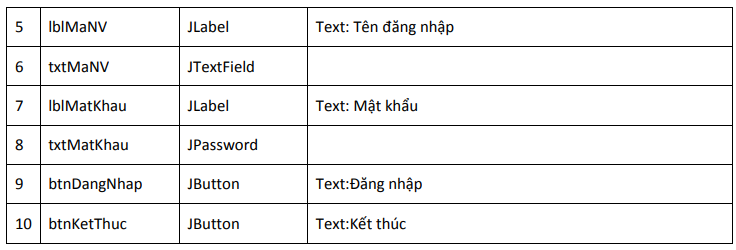 5 lblMaNV JLabel Text: Tên đăng nhập
6 txtMaNV JTextField
7 lblMatKhau JLabel Text: Mật khẩu
8 txtMatKhau JPassword
9 btnDangNhap JButton Text:Đăng nhập
10 btnKetThuc JButton Text:Kết thúc